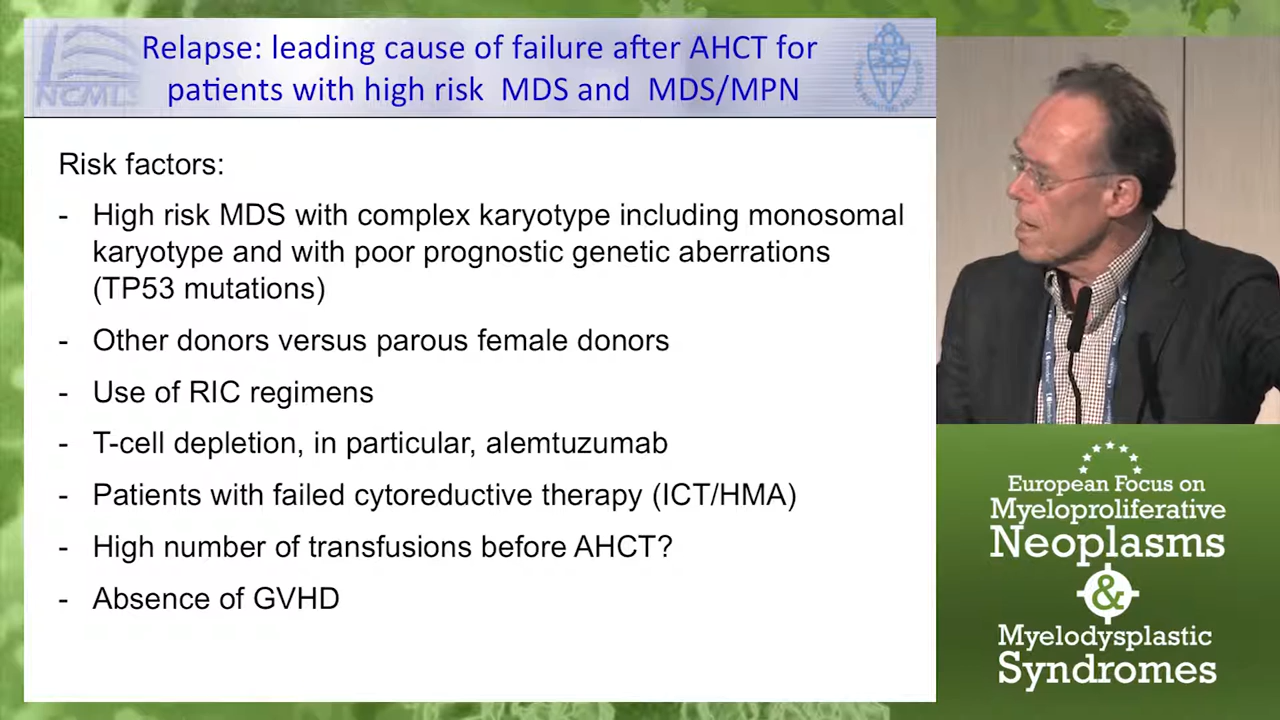 Relapse: leading cause of failure after AHCT for
patients with high risk MDS and MDS/MPN
NCMLS
Risk factors:
- High risk MDS with complex karyotype including monosomal
karyotype and with poor prognostic genetic aberrations
(TP53 mutations)
- Other donors versus parous female donors
- Use of RIC regimens
- T-cell depletion, in particular, alemtuzumab
- Patients with failed cytoreductive therapy (ICT/HMA)
- High number of transfusions before AHCT?
- Absence of GVHD
European Focus on
Myeloproliferative
Neoplasms
&
Myelodysplastic
Syndromes